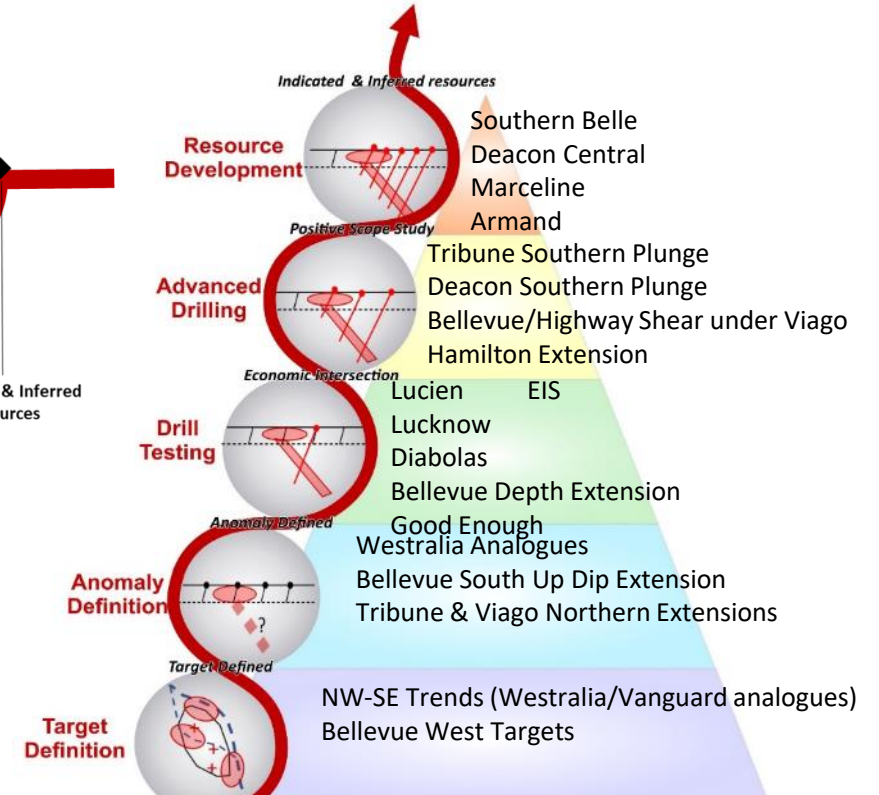 Indicated & Inferred resources
Resource
Development
Southern Belle
Deacon Central
Marceline
Armand
Positive Scope Study
Advanced
Drilling
Tribune Southern Plunge
Deacon Southern Plunge
Bellevue/Highway Shear under Viago
Hamilton Extension
Economic Intersection
& Inferred
urces
Drill
Testing
Lucien EIS
Lucknow
Diabolas
Bellevue Depth Extension
Good Enough
Anomaly Defined
Anomaly
Definition
?
Westralia Analogues
Bellevue South Up Dip Extension
Tribune & Viago Northern Extensions
Target Defined
Target
Definition
NW-SE Trends (Westralia/Vanguard analogues)
Bellevue West Targets